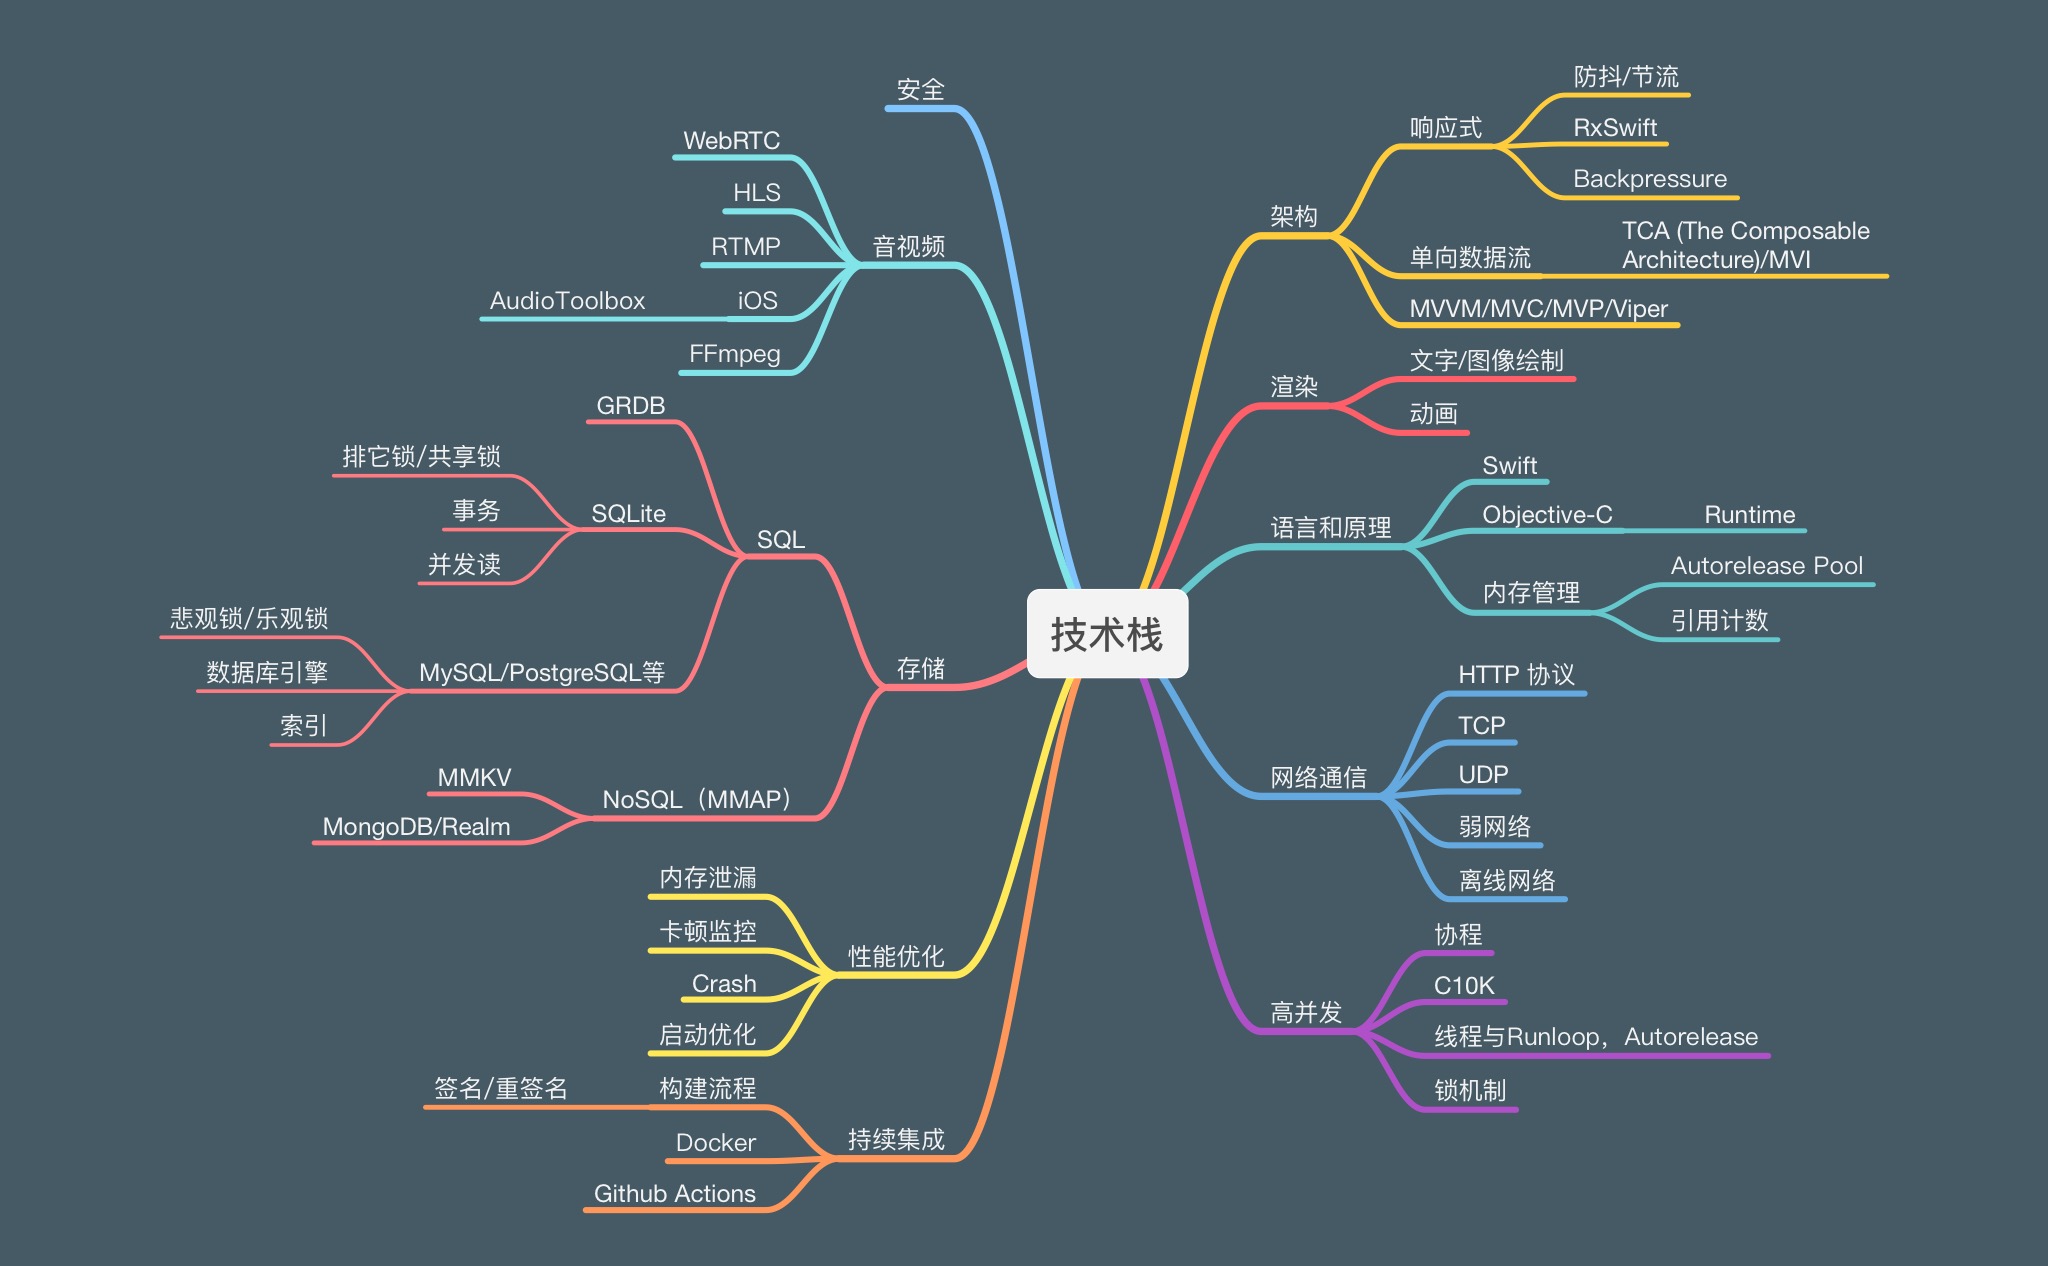 技术栈
架构
响应式
防抖/节流
RxSwift
Backpressure
单向数据流
TCA (The Composable
Architecture)/MVI
MVVM/MVC/MVP/Viper
渲染
文字/图像绘制
动画
语言和原理
Swift
Objective-C
Runtime
内存管理
Autorelease Pool
引用计数
网络通信
HTTP 协议
TCP
UDP
弱网络
离线网络
高并发
协程
C10K
线程与Runloop，Autorelease
锁机制
安全
音视频
WebRTC
HLS
RTMP
iOS
AudioToolbox
FFmpeg
存储
SQL
GRDB
SQLite
排它锁/共享锁
事务
并发读
MySQL/PostgreSQL等
悲观锁/乐观锁
数据库引擎
索引
NoSQL（MMAP）
MMKV
MongoDB/Realm
性能优化
内存泄漏
卡顿监控
Crash
启动优化
持续集成
构建流程
签名/重签名
Docker
Github Actions